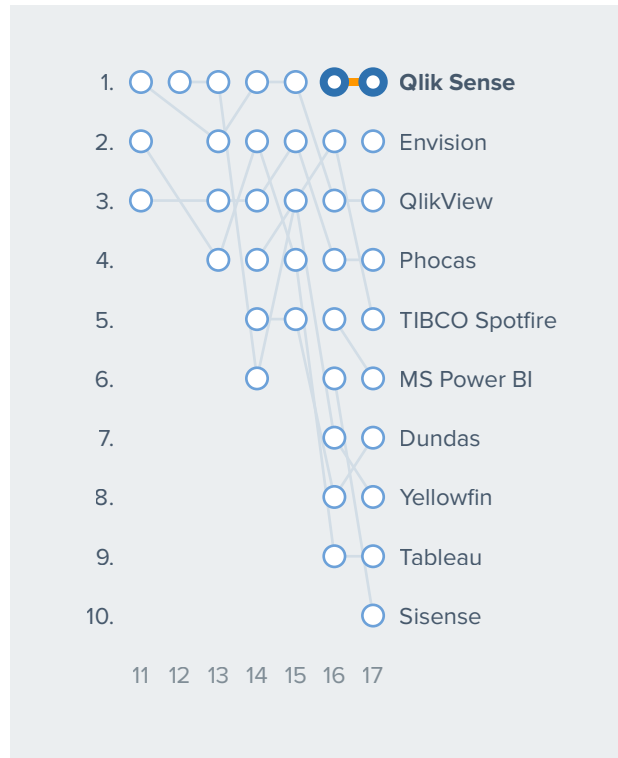 1. Qlik Sense
2. Envision
3. QlikView
4. Phocas
5. TIBCO Spotfire
6. MS Power BI
7. Dundas
8. Yellowfin
9. Tableau
10. Sisense
11 12 13 14 15 16 17